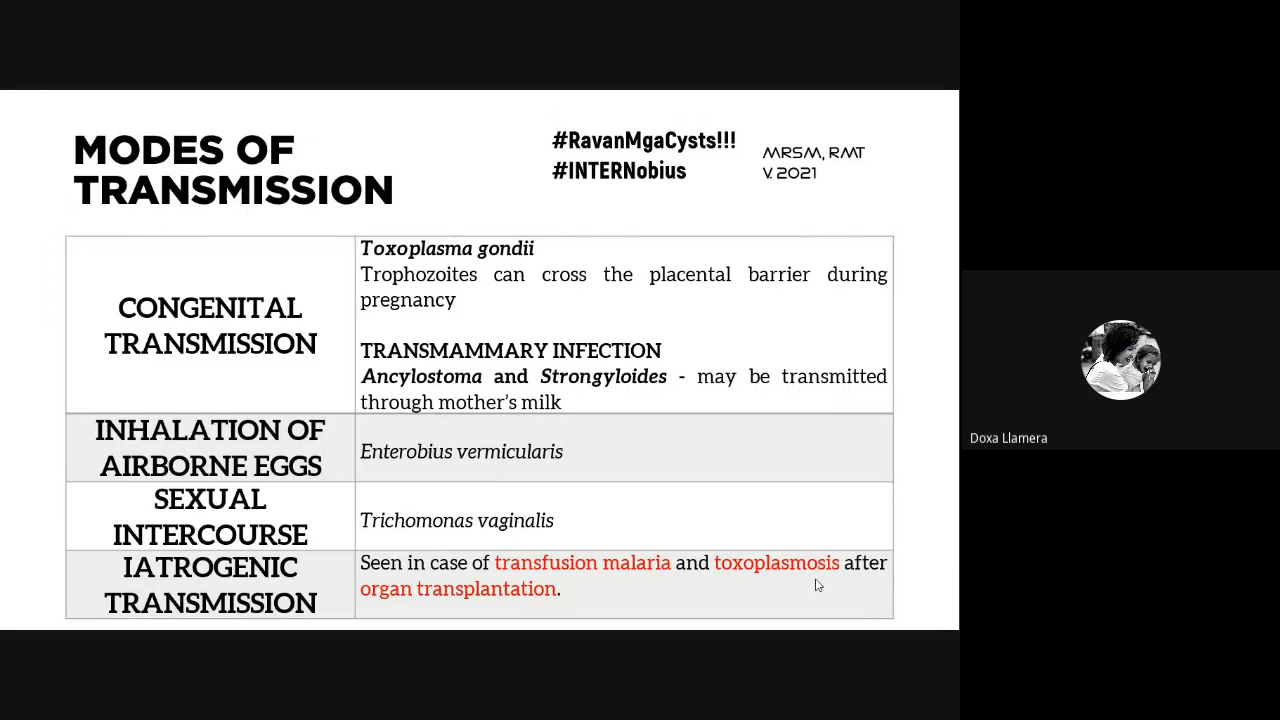 MODES OF
TRANSMISSION
#RavanMgaCysts!!!
#INTERNobius
MRSM, RMT
V. 2021
CONGENITAL
TRANSMISSION
Toxoplasma gondii
Trophozoites can cross the placental barrier during
pregnancy
TRANSMAMMARY INFECTION
Ancylostoma and Strongyloides - may be transmitted
through mother's milk
INHALATION OF
AIRBORNE EGGS
Enterobius vermicularis
SEXUAL
INTERCOURSE
Trichomonas vaginalis
IATROGENIC
TRANSMISSION
Seen in case of transfusion malaria and toxoplasmosis after
organ transplantation.
Doxa Llamera